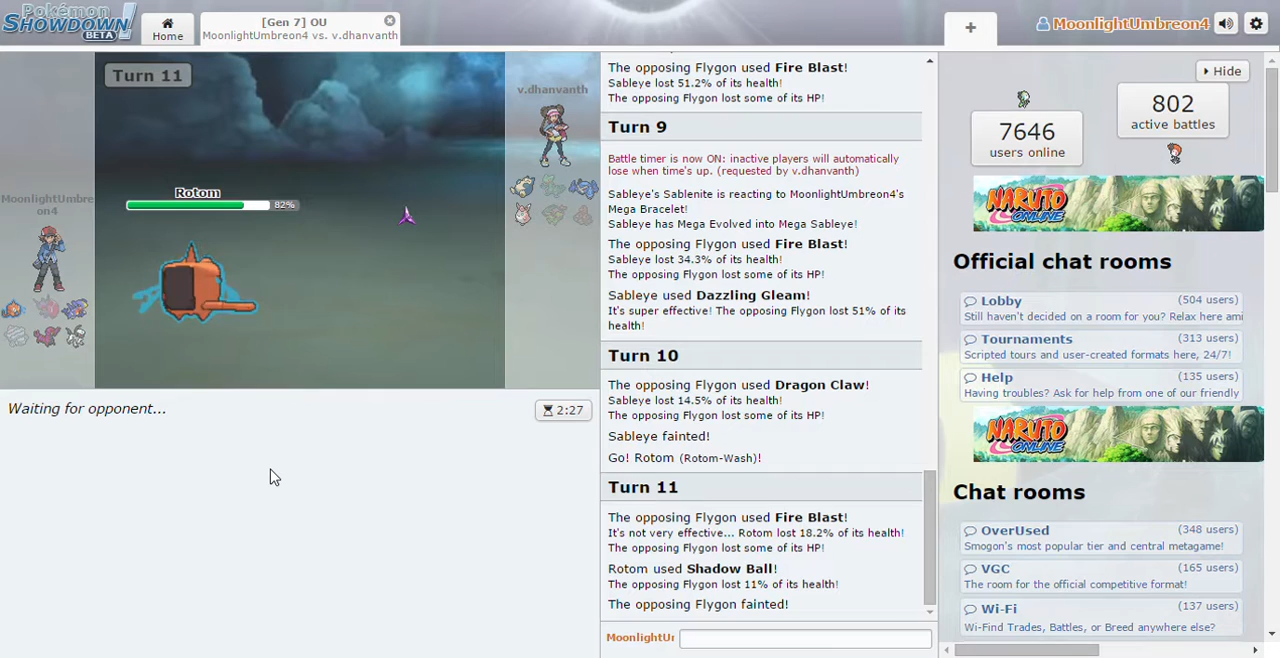 Pokémon
SHOWDOWN!
BETA
Home
[Gen 7] OU
MoonlightUmbreon4 vs. v.dhanvanth
+
MoonlightUmbreon4
Turn 11
v.dhanvanth
Rotom
82%
MoonlightUmbre
on4
Waiting for opponent...
2:27
The opposing Flygon used Fire Blast!
Sableye lost 51.2% of its health!
The opposing Flygon lost some of its HP!
Turn 9
Battle timer is now ON: inactive players will automatically
lose when time's up. (requested by v.dhanvanth)
Sableye's Sablenite is reacting to MoonlightUmbreon4's
Mega Bracelet!
Sableye has Mega Evolved into Mega Sableye!
The opposing Flygon used Fire Blast!
Sableye lost 34.3% of its health!
The opposing Flygon lost some of its HP!
Sableye used Dazzling Gleam!
It's super effective! The opposing Flygon lost 51% of its
health!
Turn 10
The opposing Flygon used Dragon Claw!
Sableye lost 14.5% of its health!
The opposing Flygon lost some of its HP!
Sableye fainted!
Go! Rotom (Rotom-Wash)!
Turn 11
The opposing Flygon used Fire Blast!
It's not very effective... Rotom lost 18.2% of its health!
The opposing Flygon lost some of its HP!
Rotom used Shadow Ball!
The opposing Flygon lost 11% of its health!
The opposing Flygon fainted!
MoonlightUr
Hide
7646
users online
802
active battles
NARUTO
ONLINE
Official chat rooms
Lobby (504 users)
Still haven't decided on a room for you? Relax here ami
Tournaments (313 users)
Scripted tours and user-created formats here, 24/7!
Help (135 users)
Having troubles? Ask for help from one of our friendly
NARUTO
ONLINE
Chat rooms
OverUsed (348 users)
Smogon's most popular tier and central metagame!
VGC (165 users)
The room for the official competitive format!
Wi-Fi (137 users)
Wi-Find Trades, Battles, or Breed anywhere else?